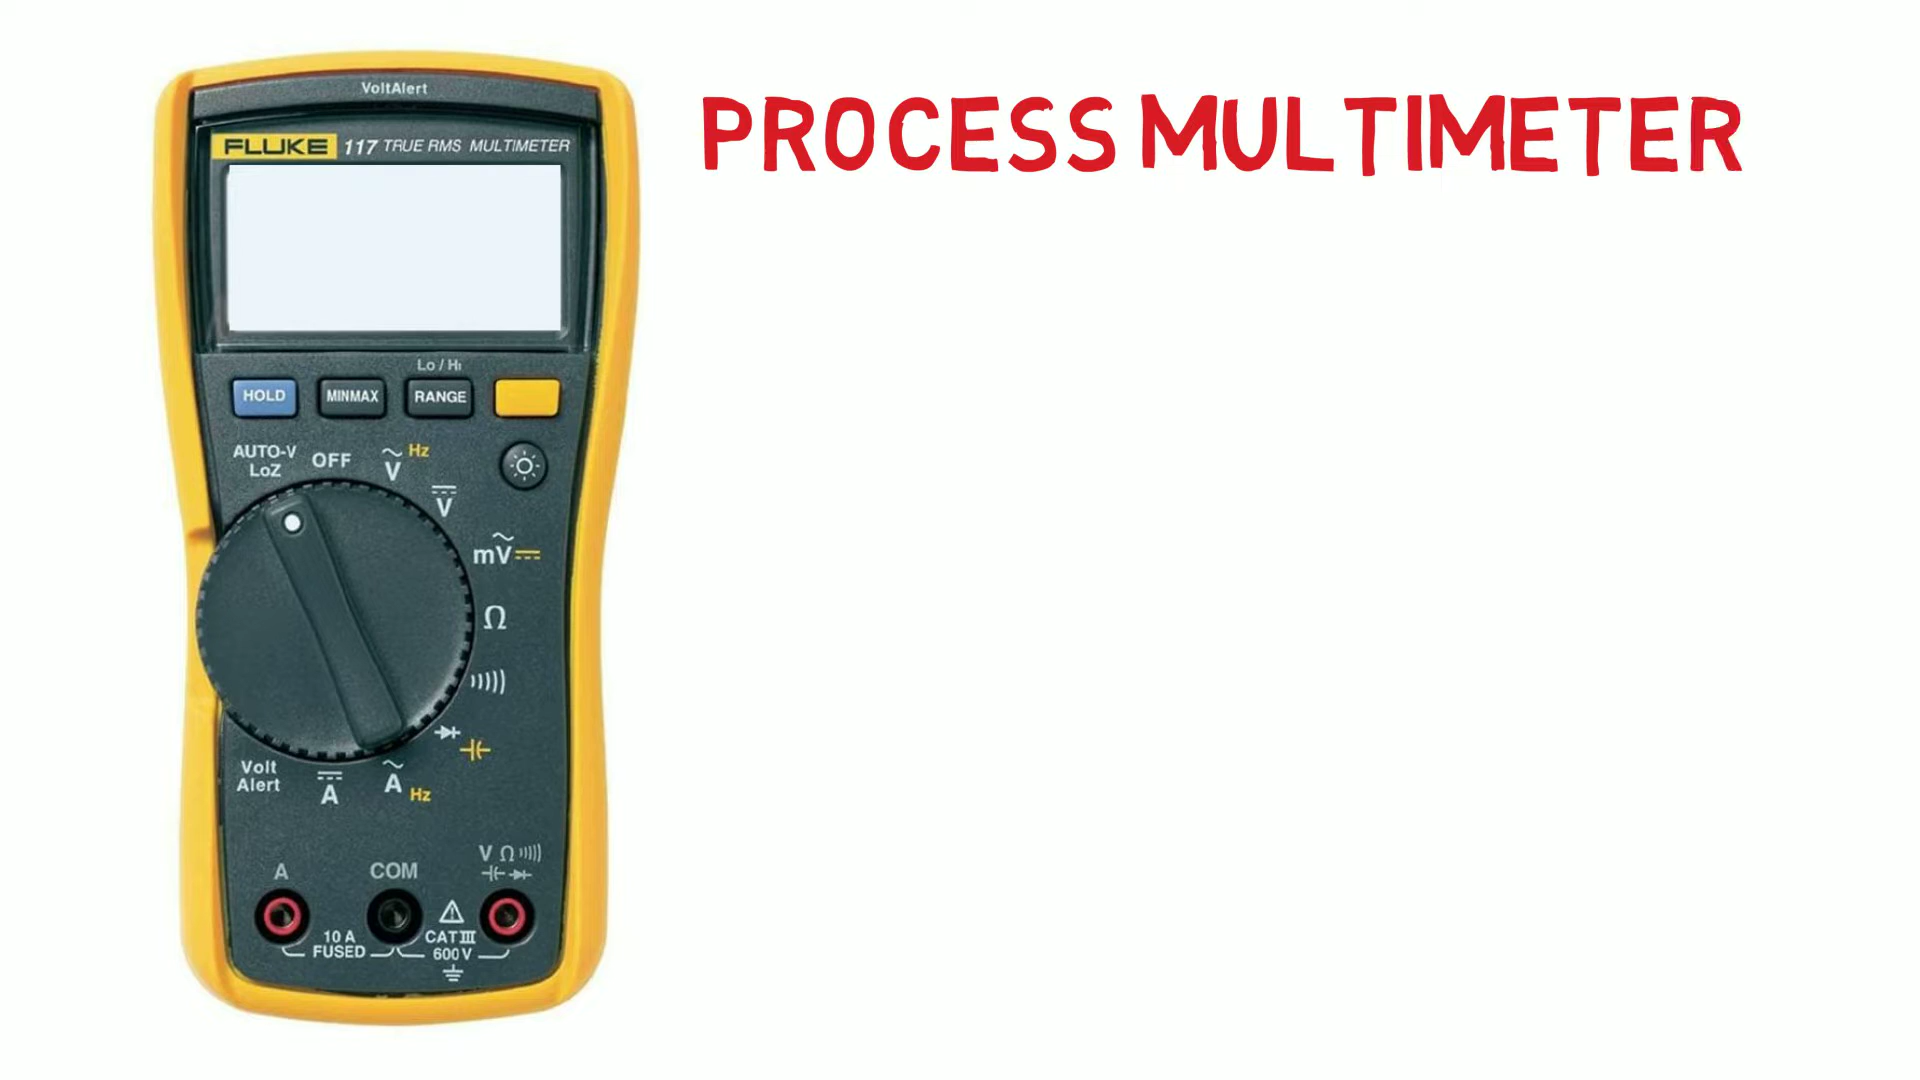 VoltAlert
FLUKE 117 TRUE RMS MULTIMETER
PROCESS MULTIMETER
Lo / Hi
HOLD MINMAX RANGE
AUTO-V LoZ
OFF
V Hz
V
mV
Ω
Volt Alert
A
A Hz
A COM V Ω
10 A FUSED
CAT III 600V